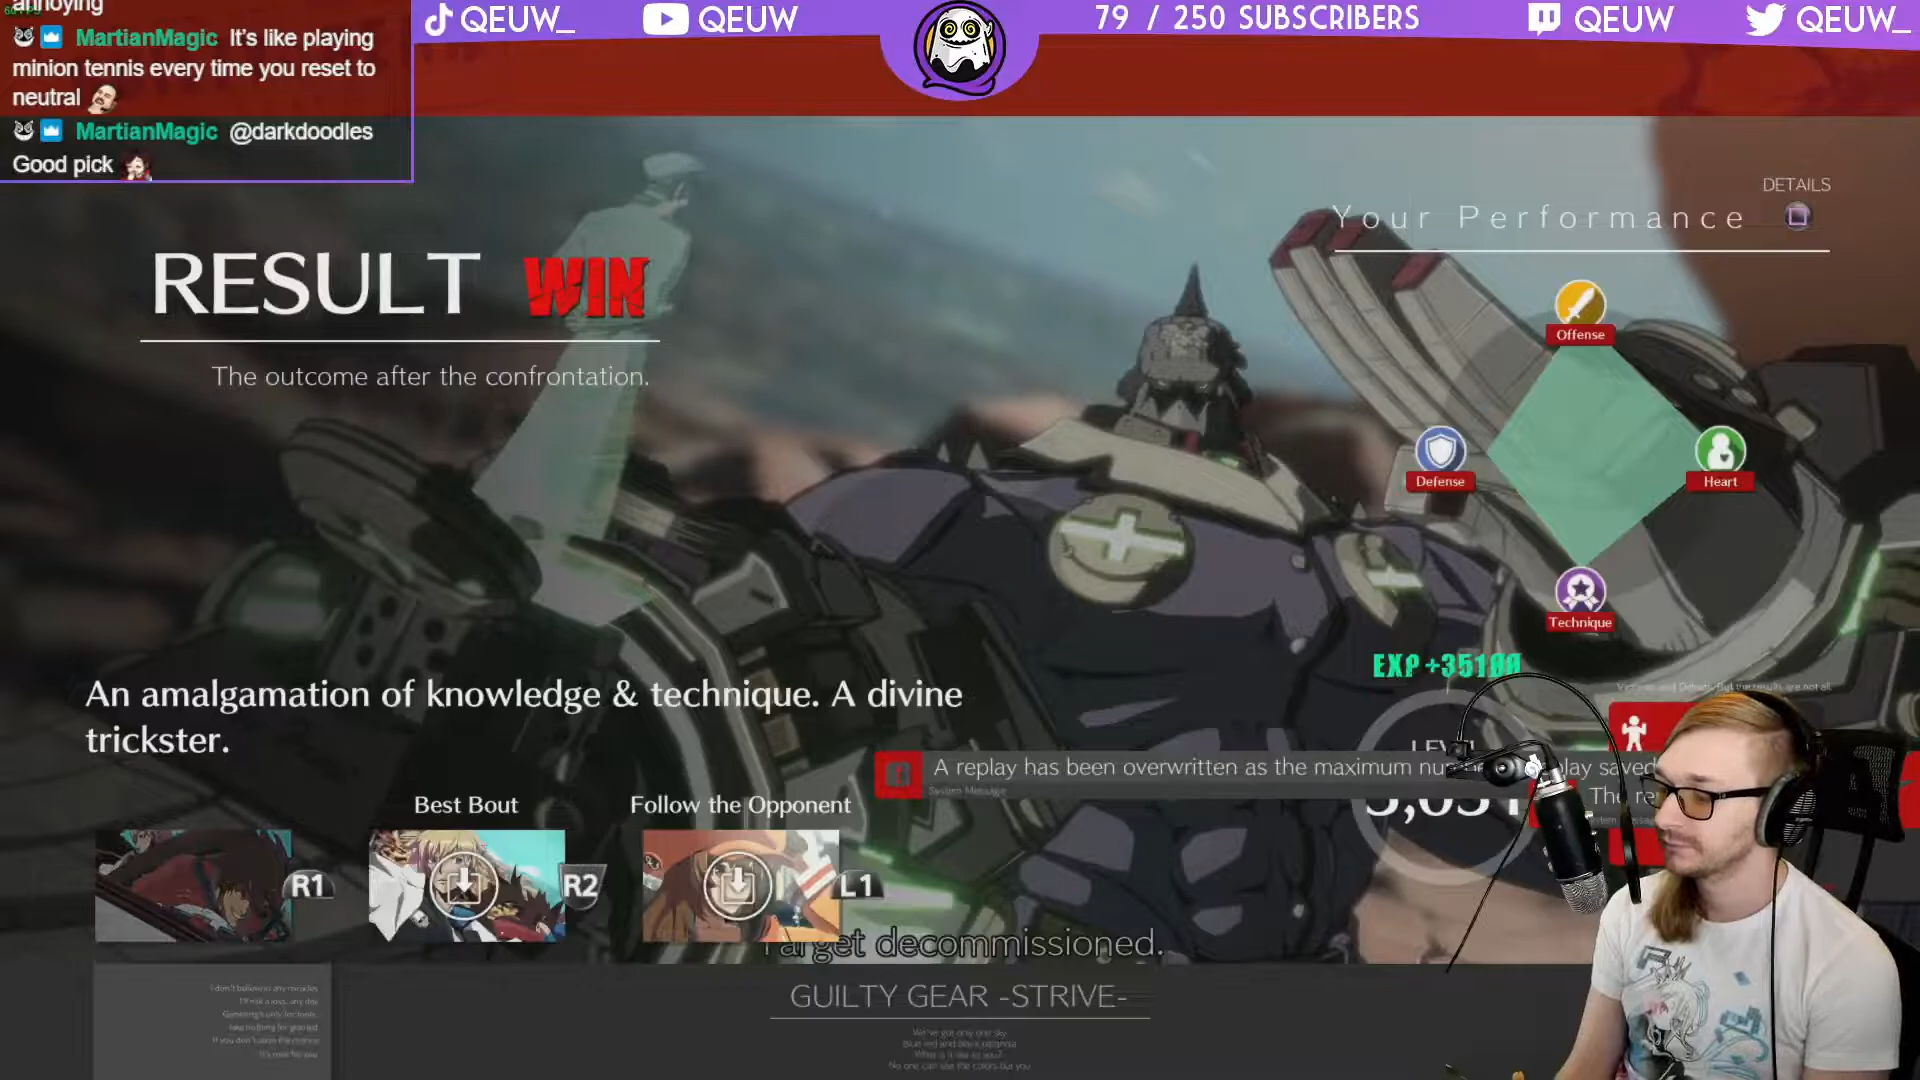 annoying
MartianMagic It's like playing
minion tennis every time you reset to
neutral
MartianMagic @darkdoodles
Good pick
QEUW_
QEUW
79 / 250 SUBSCRIBERS
QEUW
QEUW_
DETAILS
Your Performance
RESULT WIN
The outcome after the confrontation.
Offense
Defense
Heart
Technique
EXP +35100
An amalgamation of knowledge & technique. A divine
trickster.
A replay has been overwritten as the maximum
System Message
Best Bout
Follow the Opponent
R1
R2
L1
Target decommissioned.
GUILTY GEAR -STRIVE-